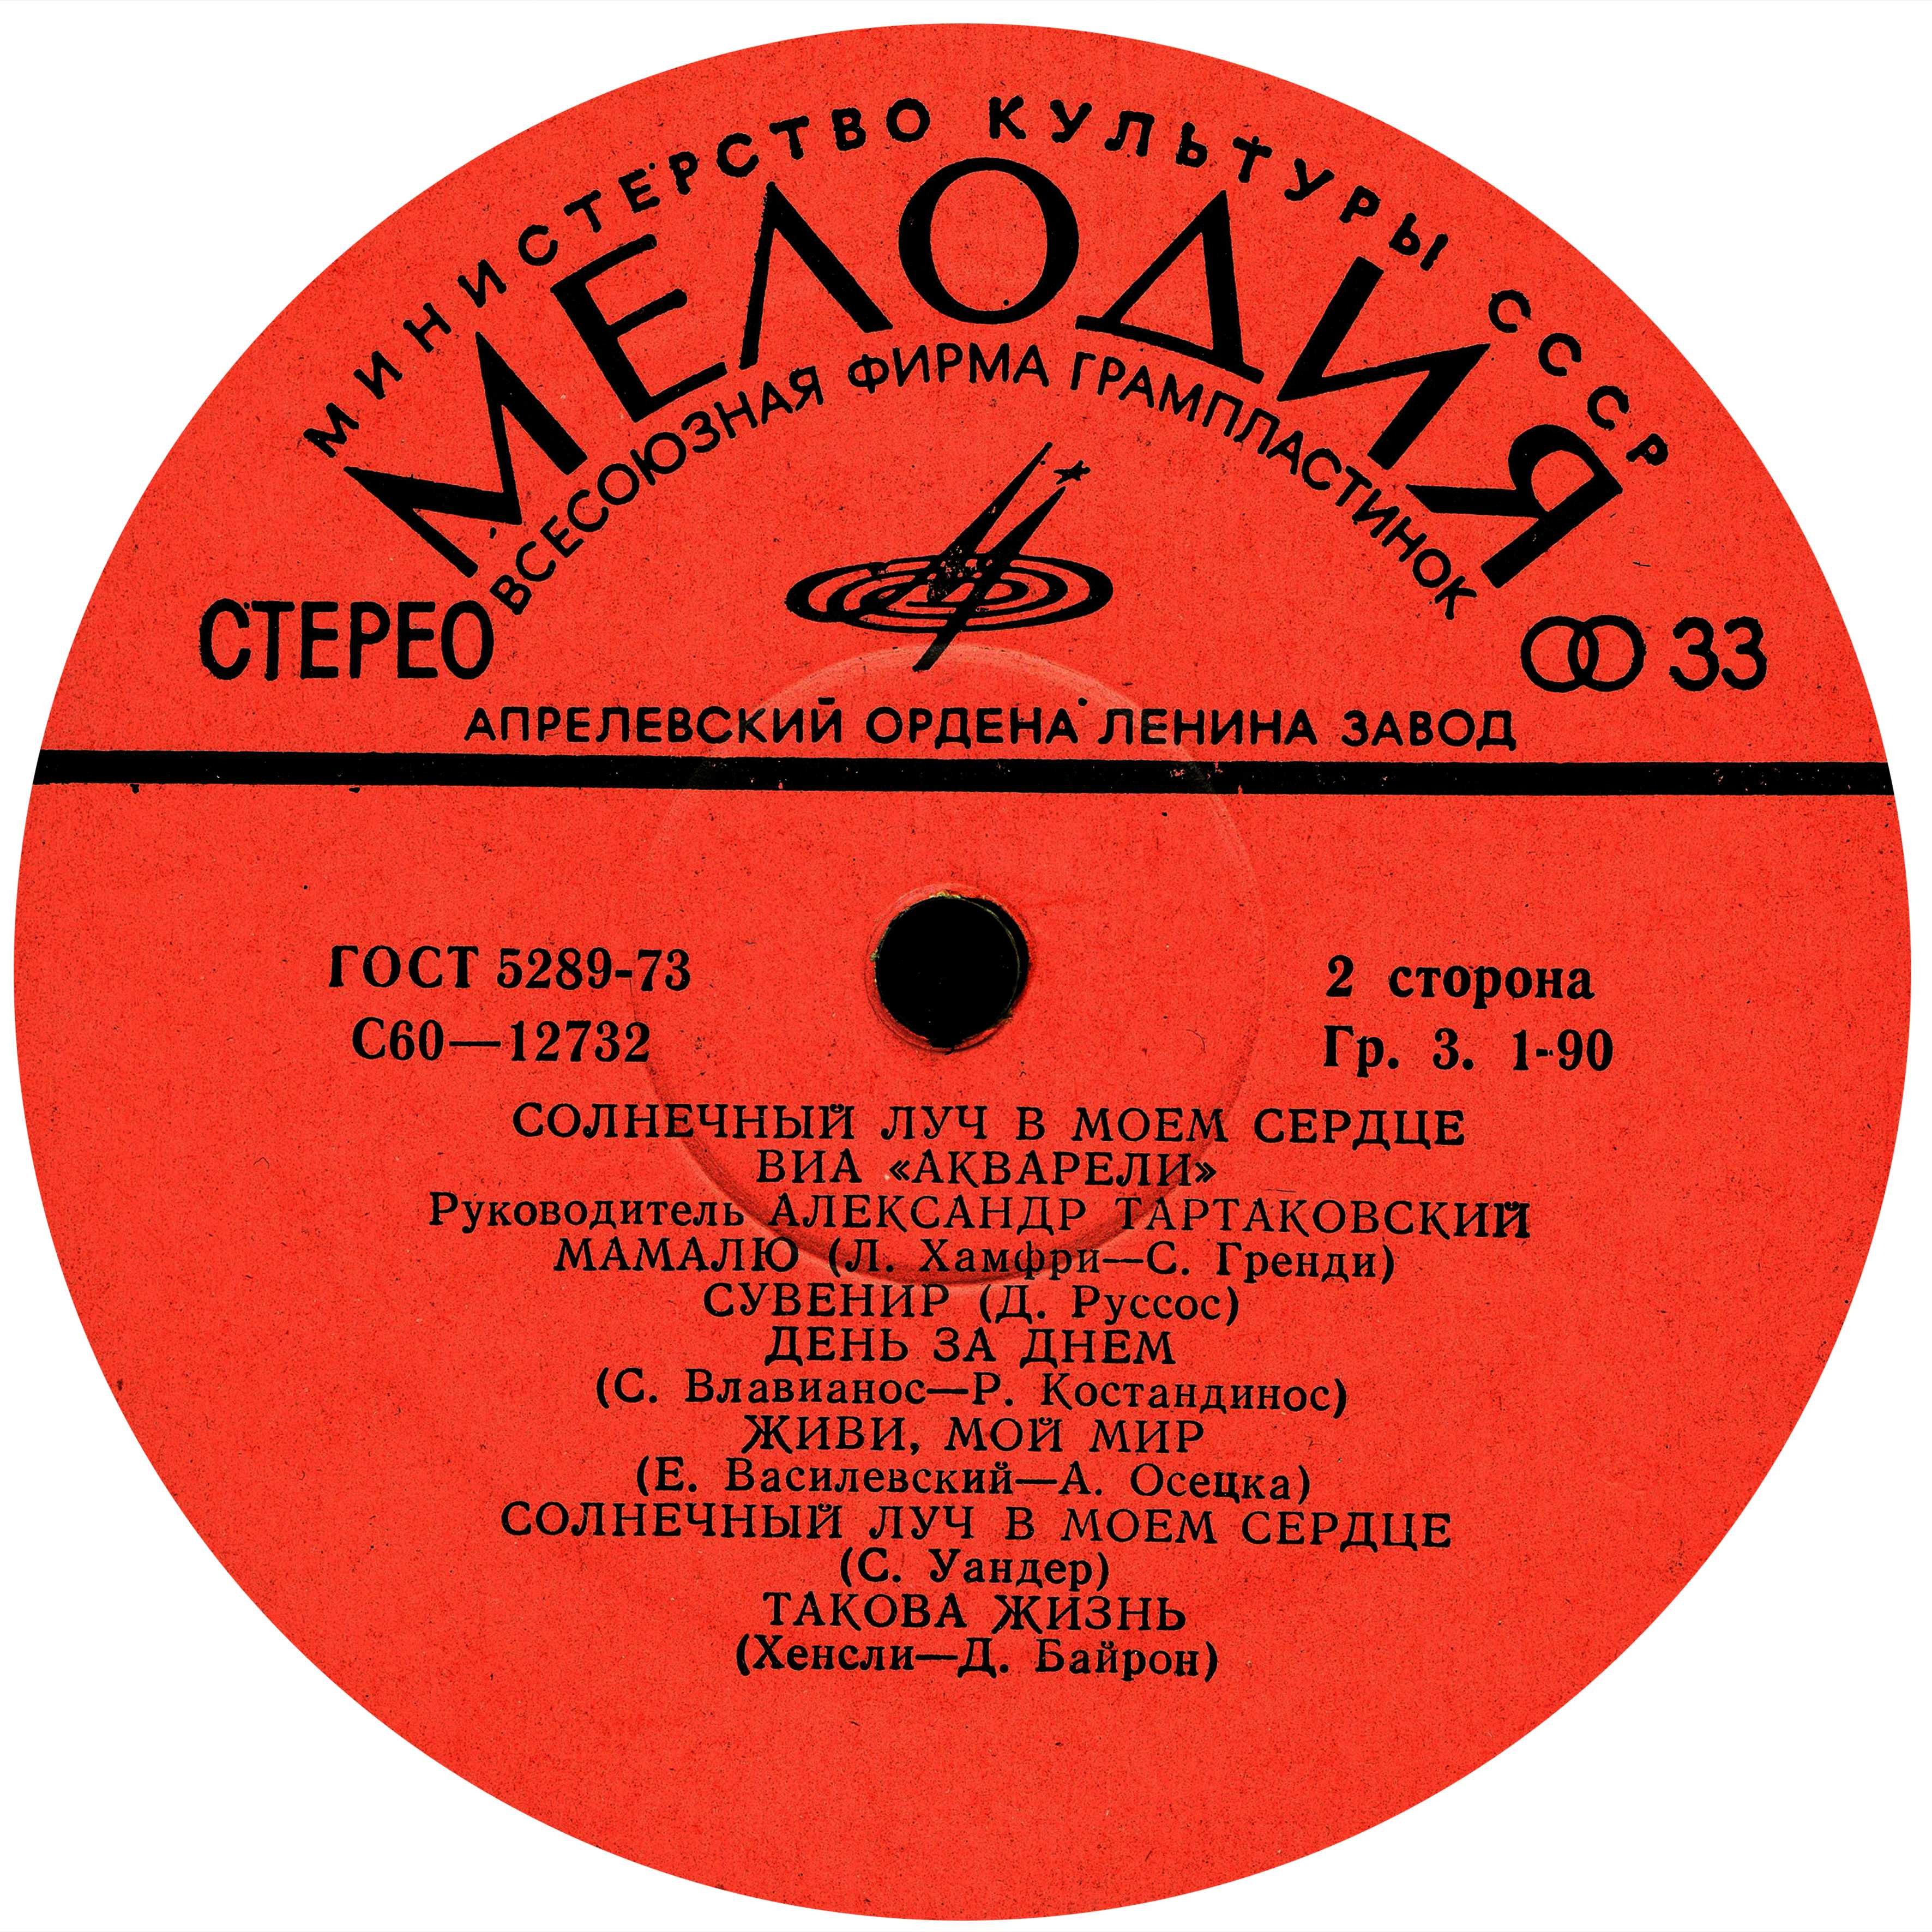 МИНИСТЕРСТВО КУЛЬТУРЫ СССР
МЕЛОДИЯ
ВСЕСОЮЗНАЯ ФИРМА ГРАМПЛАСТИНОК
СТЕРЕО
33
АПРЕЛЕВСКИЙ ОРДЕНА ЛЕНИНА ЗАВОД
ГОСТ 5289-73
2 сторона
С60—12732
Гр. 3. 1-90
СОЛНЕЧНЫЙ ЛУЧ В МОЕМ СЕРДЦЕ
ВИА «АКВАРЕЛИ»
Руководитель АЛЕКСАНДР ТАРТАКОВСКИЙ
МАМАЛЮ (Л. Хамфри—С. Гренди)
СУВЕНИР (Д. Руссос)
ДЕНЬ ЗА ДНЕМ
(С. Влавианос—Р. Костандинос)
ЖИВИ, МОЙ МИР
(Е. Василевский—А. Осецка)
СОЛНЕЧНЫЙ ЛУЧ В МОЕМ СЕРДЦЕ
(С. Уандер)
ТАКОВА ЖИЗНЬ
(Хенсли—Д. Байрон)